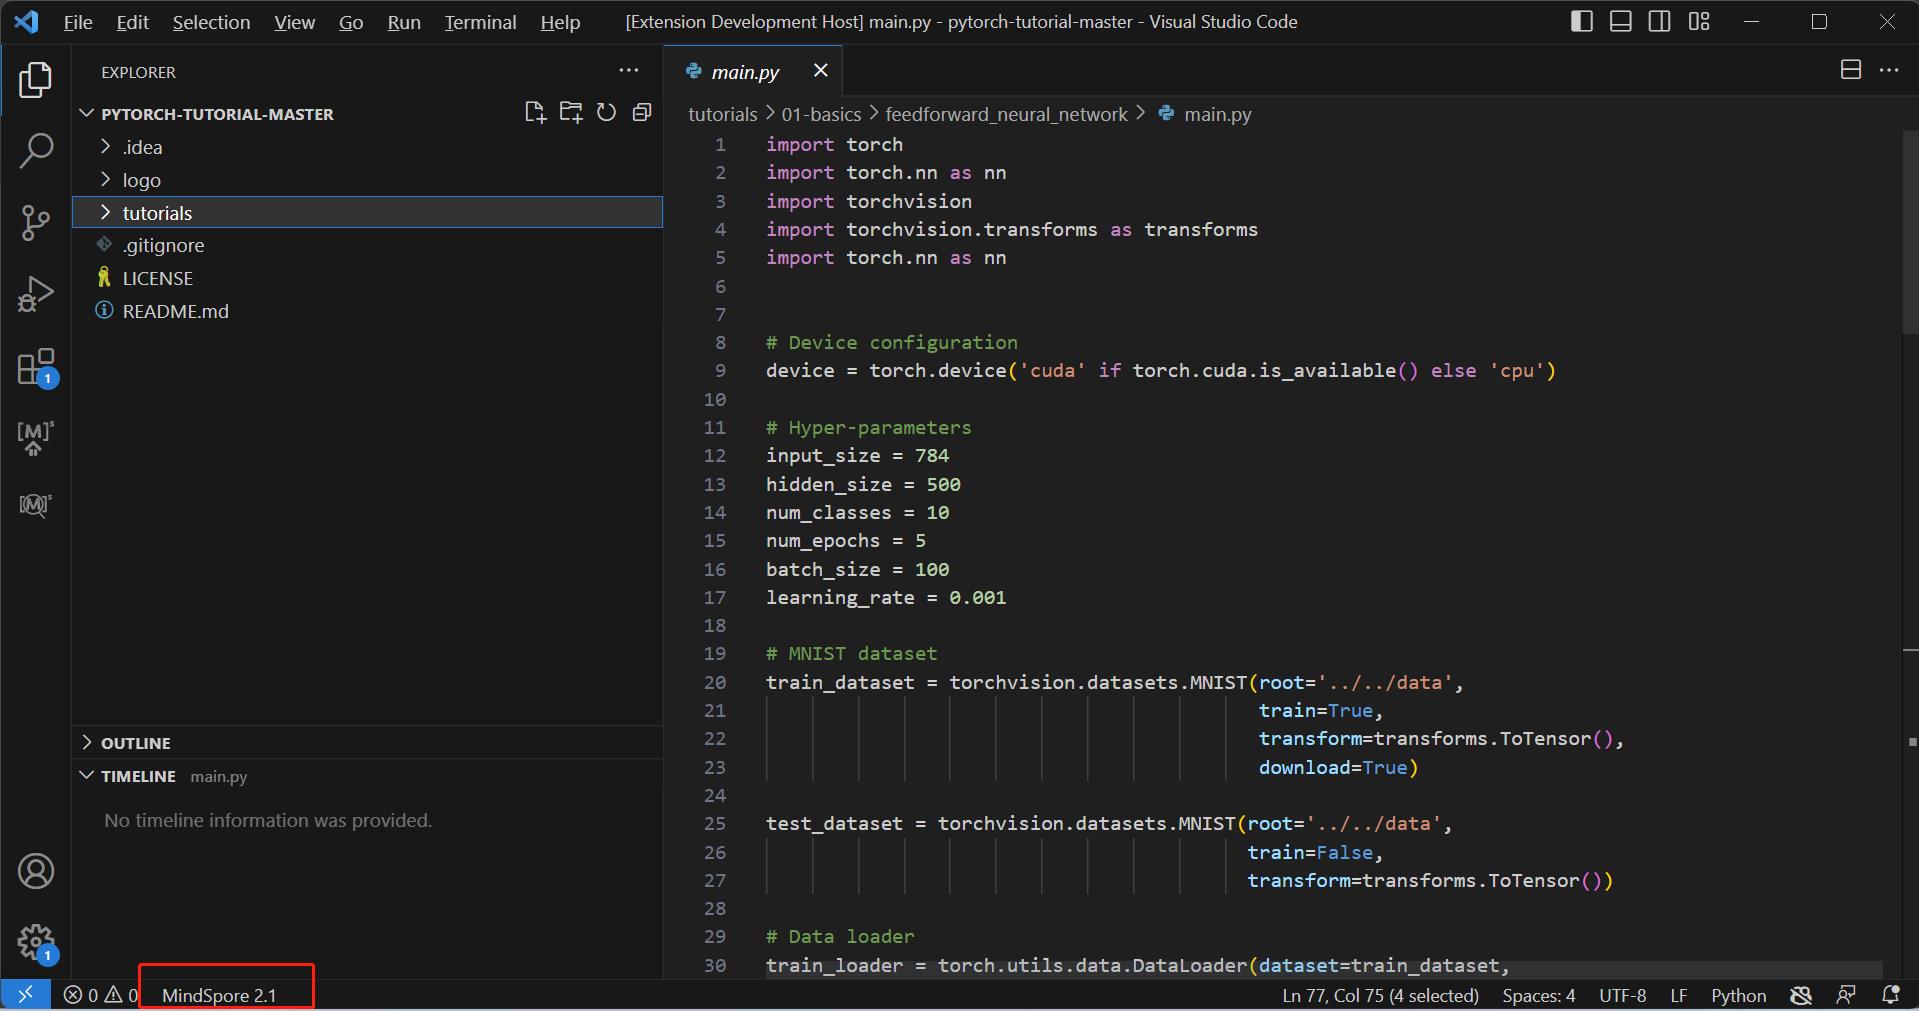 File Edit Selection View Go Run Terminal Help [Extension Development Host] main.py - pytorch-tutorial-master - Visual Studio Code
EXPLORER
PYTORCH-TUTORIAL-MASTER
.idea
logo
tutorials
.gitignore
LICENSE
README.md
OUTLINE
TIMELINE main.py
No timeline information was provided.
1
1
[M]s
[M]s
main.py
tutorials > 01-basics > feedforward_neural_network > main.py
1 import torch
2 import torch.nn as nn
3 import torchvision
4 import torchvision.transforms as transforms
5 import torch.nn as nn
6
7
8 # Device configuration
9 device = torch.device('cuda' if torch.cuda.is_available() else 'cpu')
10
11 # Hyper-parameters
12 input_size = 784
13 hidden_size = 500
14 num_classes = 10
15 num_epochs = 5
16 batch_size = 100
17 learning_rate = 0.001
18
19 # MNIST dataset
20 train_dataset = torchvision.datasets.MNIST(root='../../data',
21 train=True,
22 transform=transforms.ToTensor(),
23 download=True)
24
25 test_dataset = torchvision.datasets.MNIST(root='../../data',
26 train=False,
27 transform=transforms.ToTensor())
28
29 # Data loader
30 train_loader = torch.utils.data.DataLoader(dataset=train_dataset,
0 0 MindSpore 2.1 Ln 77, Col 75 (4 selected) Spaces: 4 UTF-8 LF Python